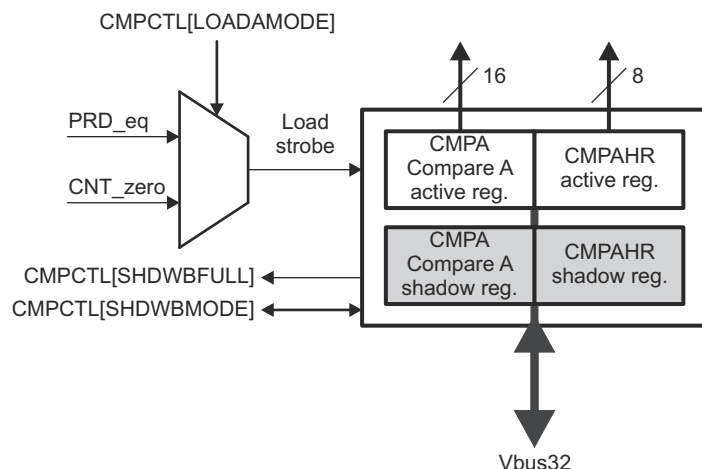 CMPCTL[LOADAMODE]
16
8
PRD_eq
Load
strobe
CNT_zero
CMPA
Compare A
active reg.
CMPAHR
active reg.
CMPA
Compare A
shadow reg.
CMPAHR
shadow reg.
CMPCTL[SHDWBFULL]
CMPCTL[SHDWBMODE]
Vbus32